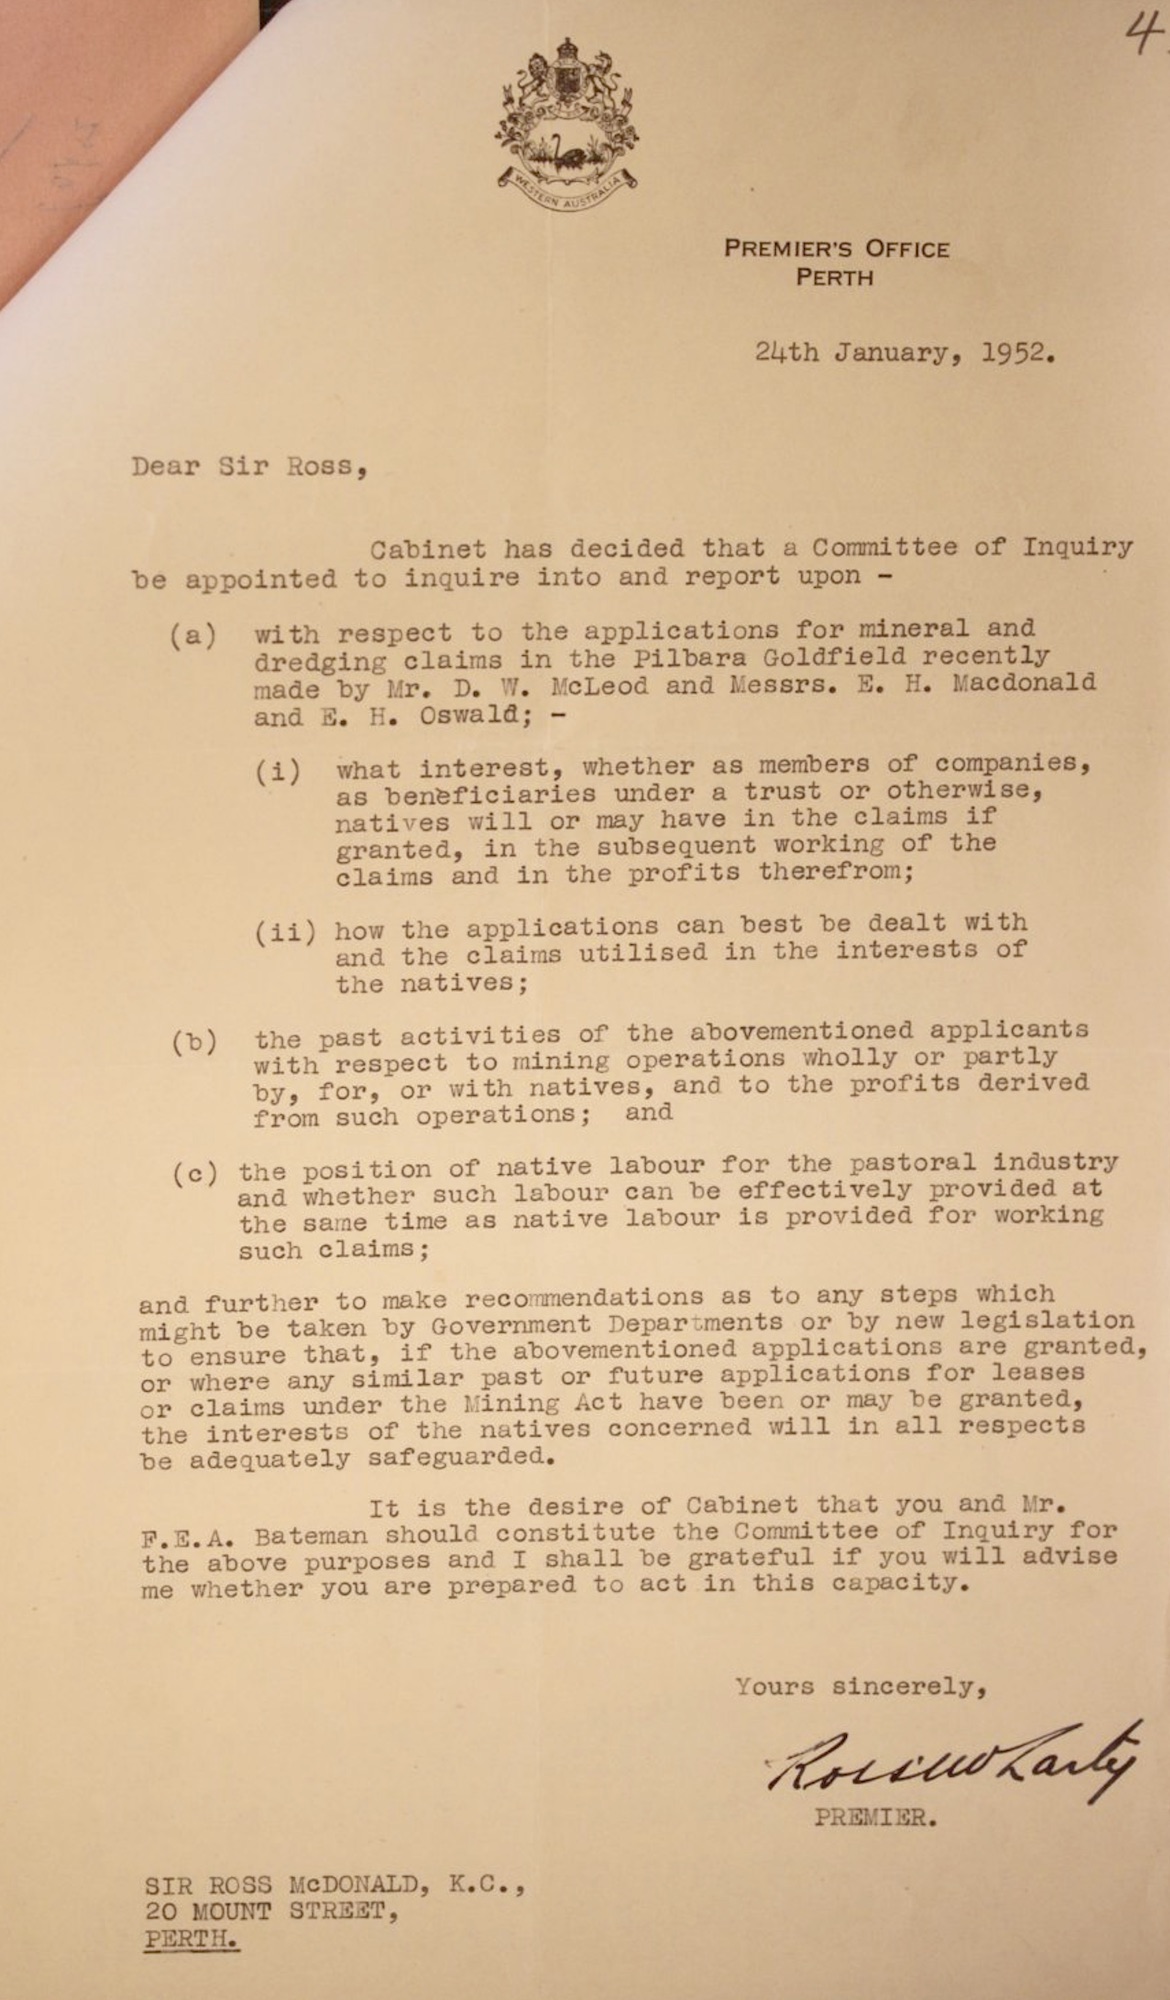 4.
WESTERN AUSTRALIA
PREMIER'S OFFICE
PERTH
24th January, 1952.
Dear Sir Ross,
Cabinet has decided that a Committee of Inquiry
be appointed to inquire into and report upon -
(a) with respect to the applications for mineral and
dredging claims in the Pilbara Goldfield recently
made by Mr. D. W. McLeod and Messrs. E. H. Macdonald
and E. H. Oswald; -
(i) what interest, whether as members of companies,
as beneficiaries under a trust or otherwise,
natives will or may have in the claims if
granted, in the subsequent working of the
claims and in the profits therefrom;
(ii) how the applications can best be dealt with
and the claims utilised in the interests of
the natives;
(b) the past activities of the abovementioned applicants
with respect to mining operations wholly or partly
by, for, or with natives, and to the profits derived
from such operations; and
(c) the position of native labour for the pastoral industry
and whether such labour can be effectively provided at
the same time as native labour is provided for working
such claims;
and further to make recommendations as to any steps which
might be taken by Government Departments or by new legislation
to ensure that, if the abovementioned applications are granted,
or where any similar past or future applications for leases
or claims under the Mining Act have been or may be granted,
the interests of the natives concerned will in all respects
be adequately safeguarded.
It is the desire of Cabinet that you and Mr.
F.E.A. Bateman should constitute the Committee of Inquiry for
the above purposes and I shall be grateful if you will advise
me whether you are prepared to act in this capacity.
Yours sincerely,
PREMIER.
SIR ROSS McDONALD, K.C.,
20 MOUNT STREET,
PERTH.